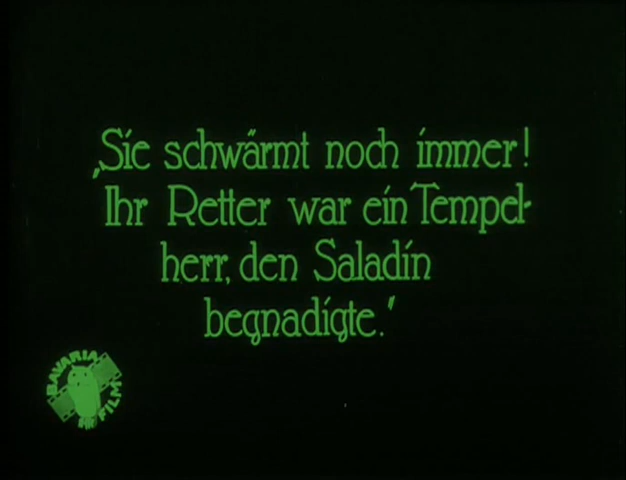 „Sie schwärmt noch immer!
Ihr Retter war ein Tempel-
herr, den Saladin
begnadigte."
BAVARIA
FILM